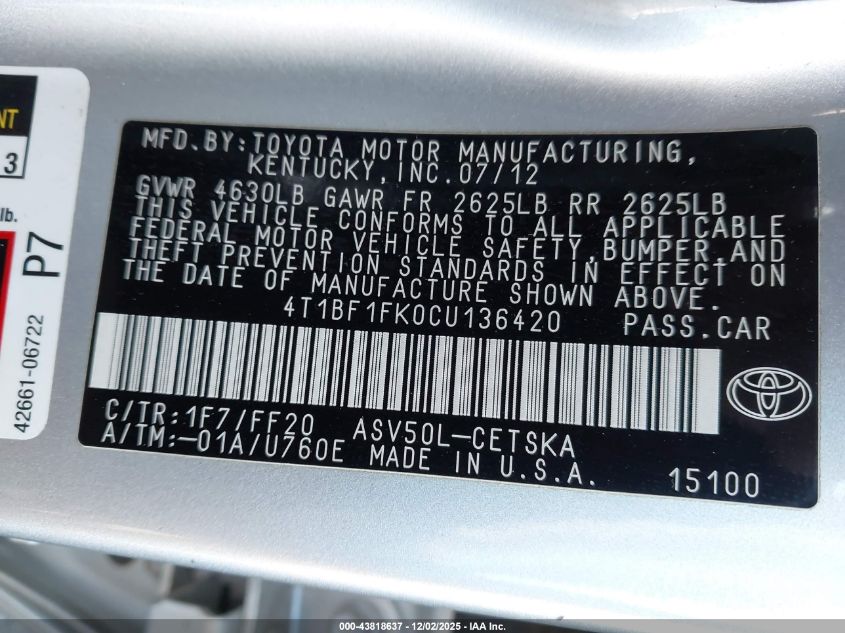 MFD. BY: TOYOTA MOTOR MANUFACTURING,
KENTUCKY, INC. 07/12
GVWR 4630LB GAWR FR 2625LB RR 2625LB
THIS VEHICLE CONFORMS TO ALL APPLICABLE
FEDERAL MOTOR VEHICLE SAFETY, BUMPER, AND
THEFT PREVENTION STANDARDS IN EFFECT ON
THE DATE OF MANUFACTURE SHOWN ABOVE.
4T1BF1FK0CU136420 PASS.CAR
C/TR:1F7/FF20 ASV50L-CETSKA
A/TM:-01A/U760E MADE IN U.S.A.
15100
NT
3
lb.
P7
42661-06722
000-43818637 - 12/02/2025 - IAA Inc.